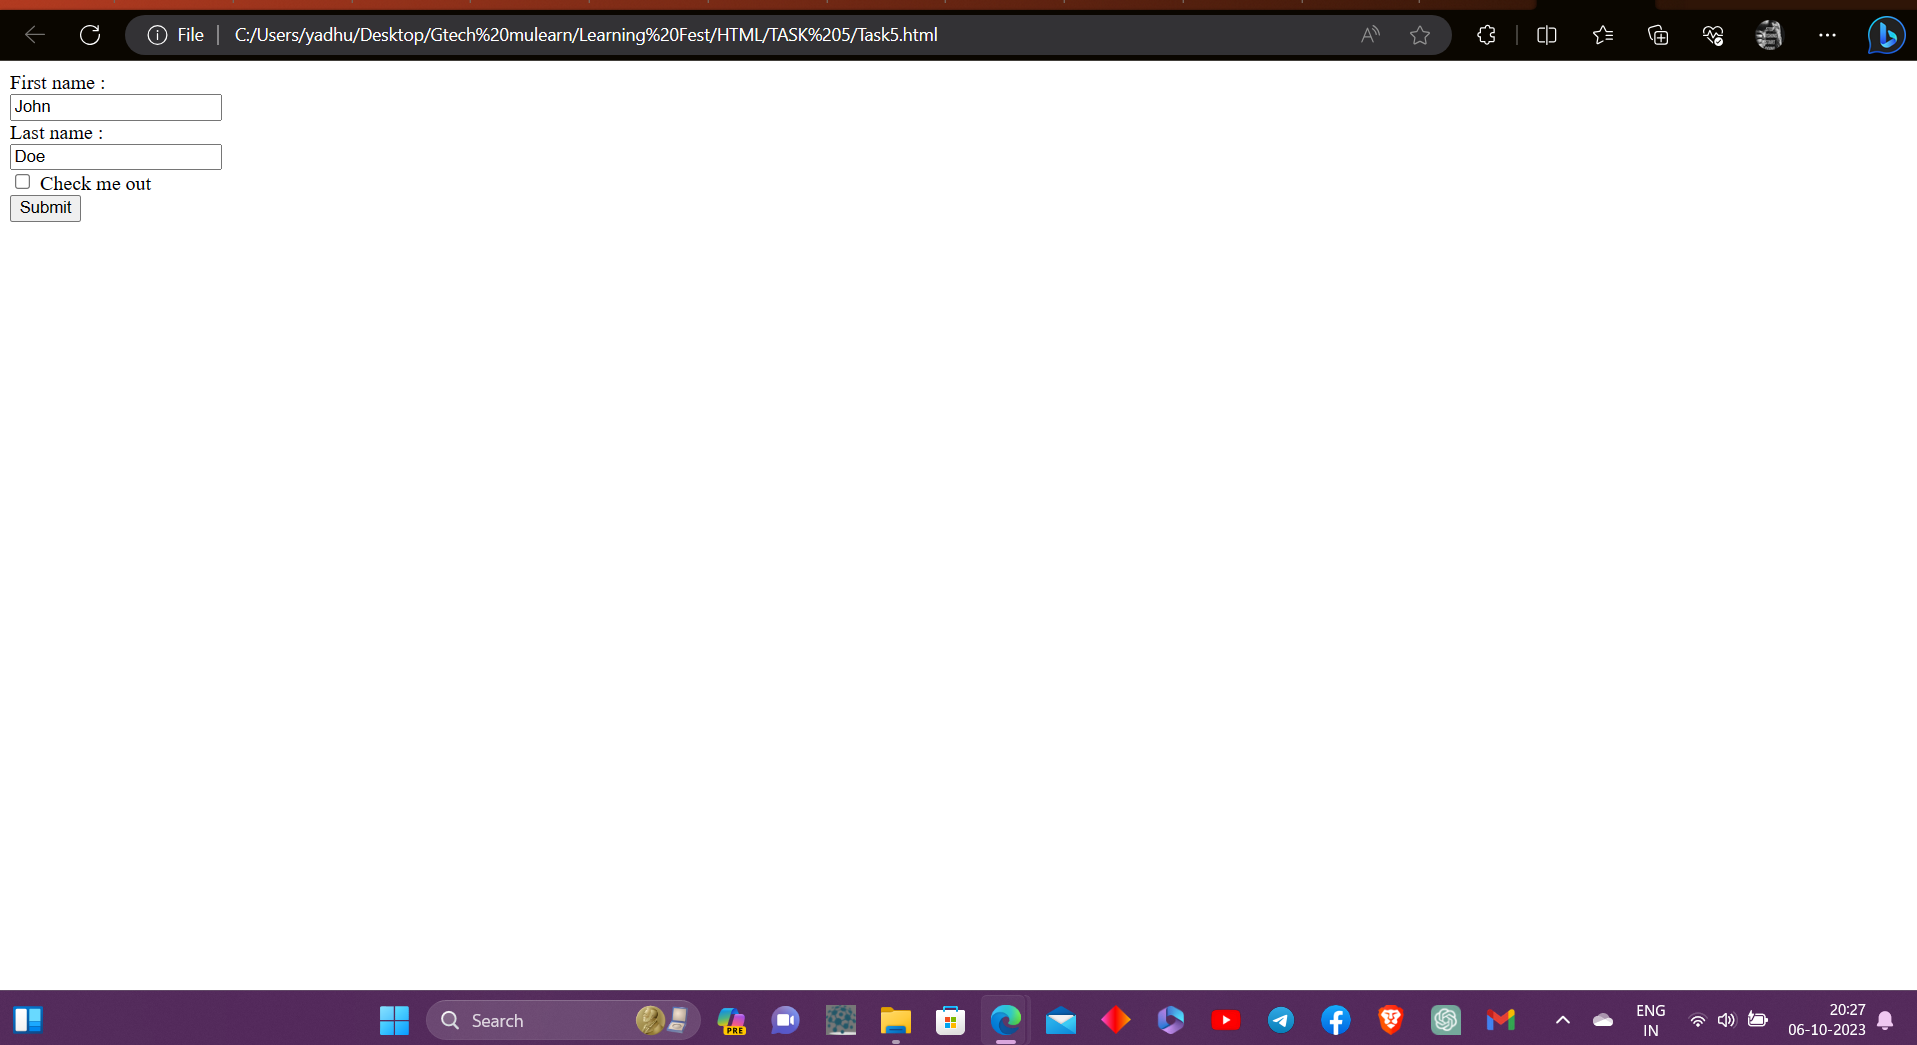 File
C:/Users/yadhu/Desktop/Gtech%20mulearn/Learning%20Fest/HTML/TASK%205/Task5.html
First name :
John
Last name :
Doe
Check me out
Submit
Search
PRE
ENG
IN
20:27
06-10-2023